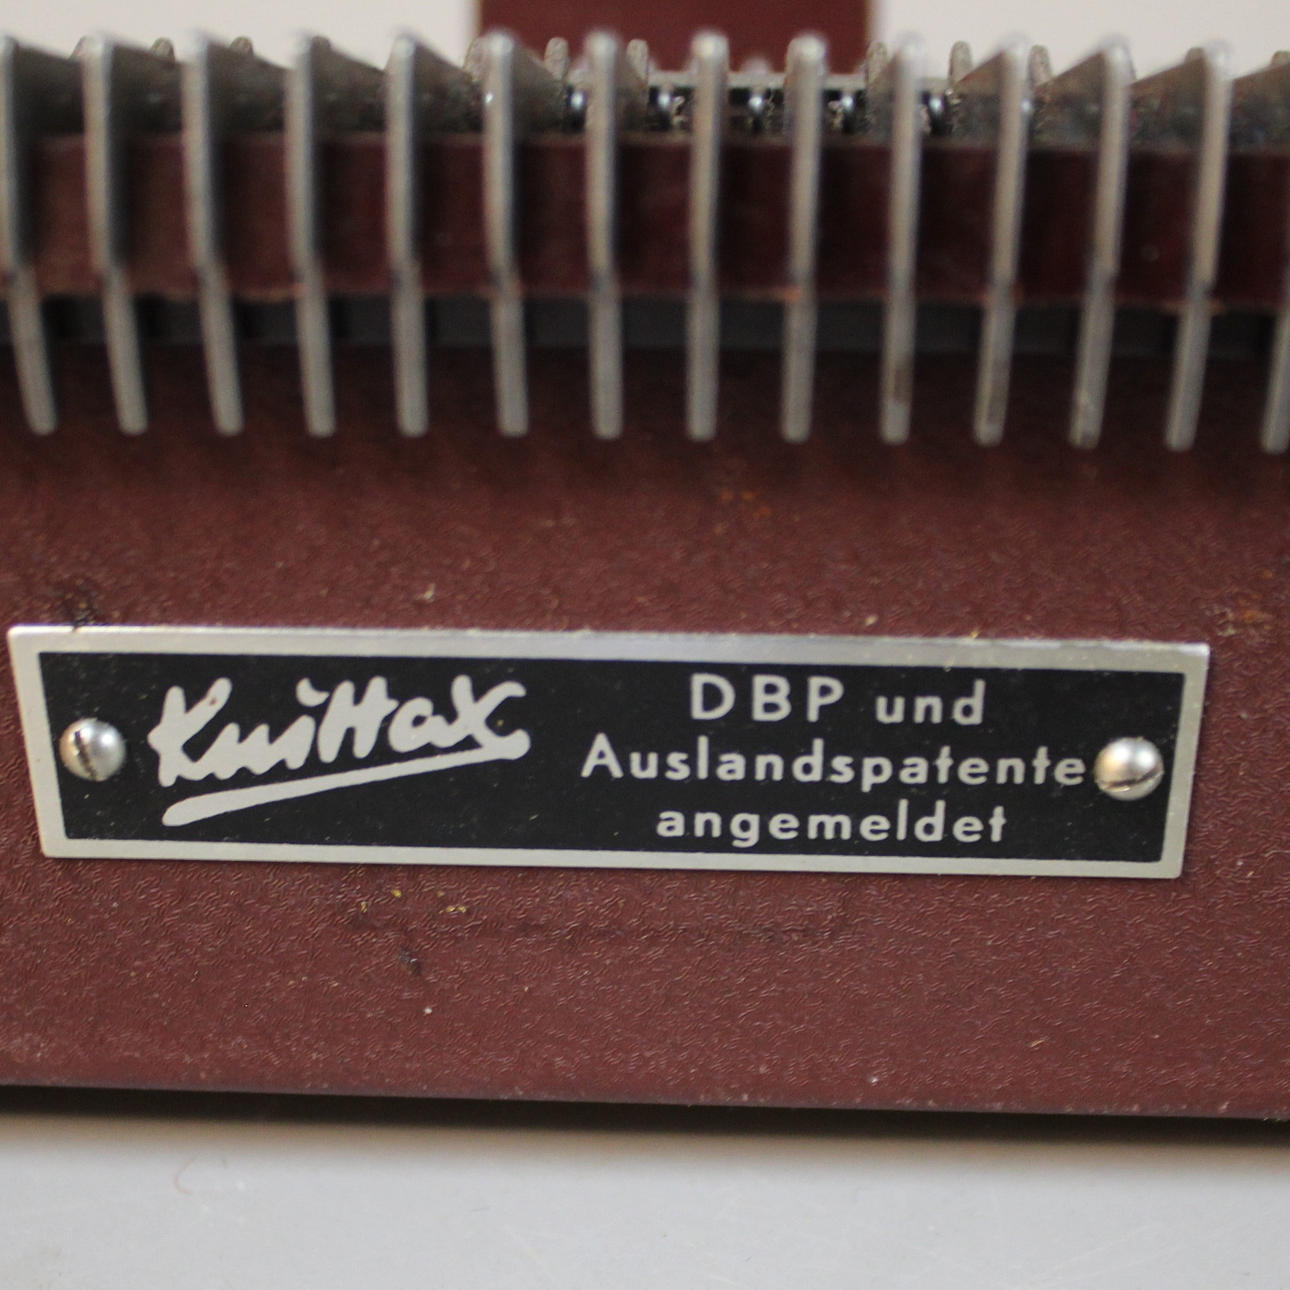 Knittax
DBP und
Auslandspatente
angemeldet